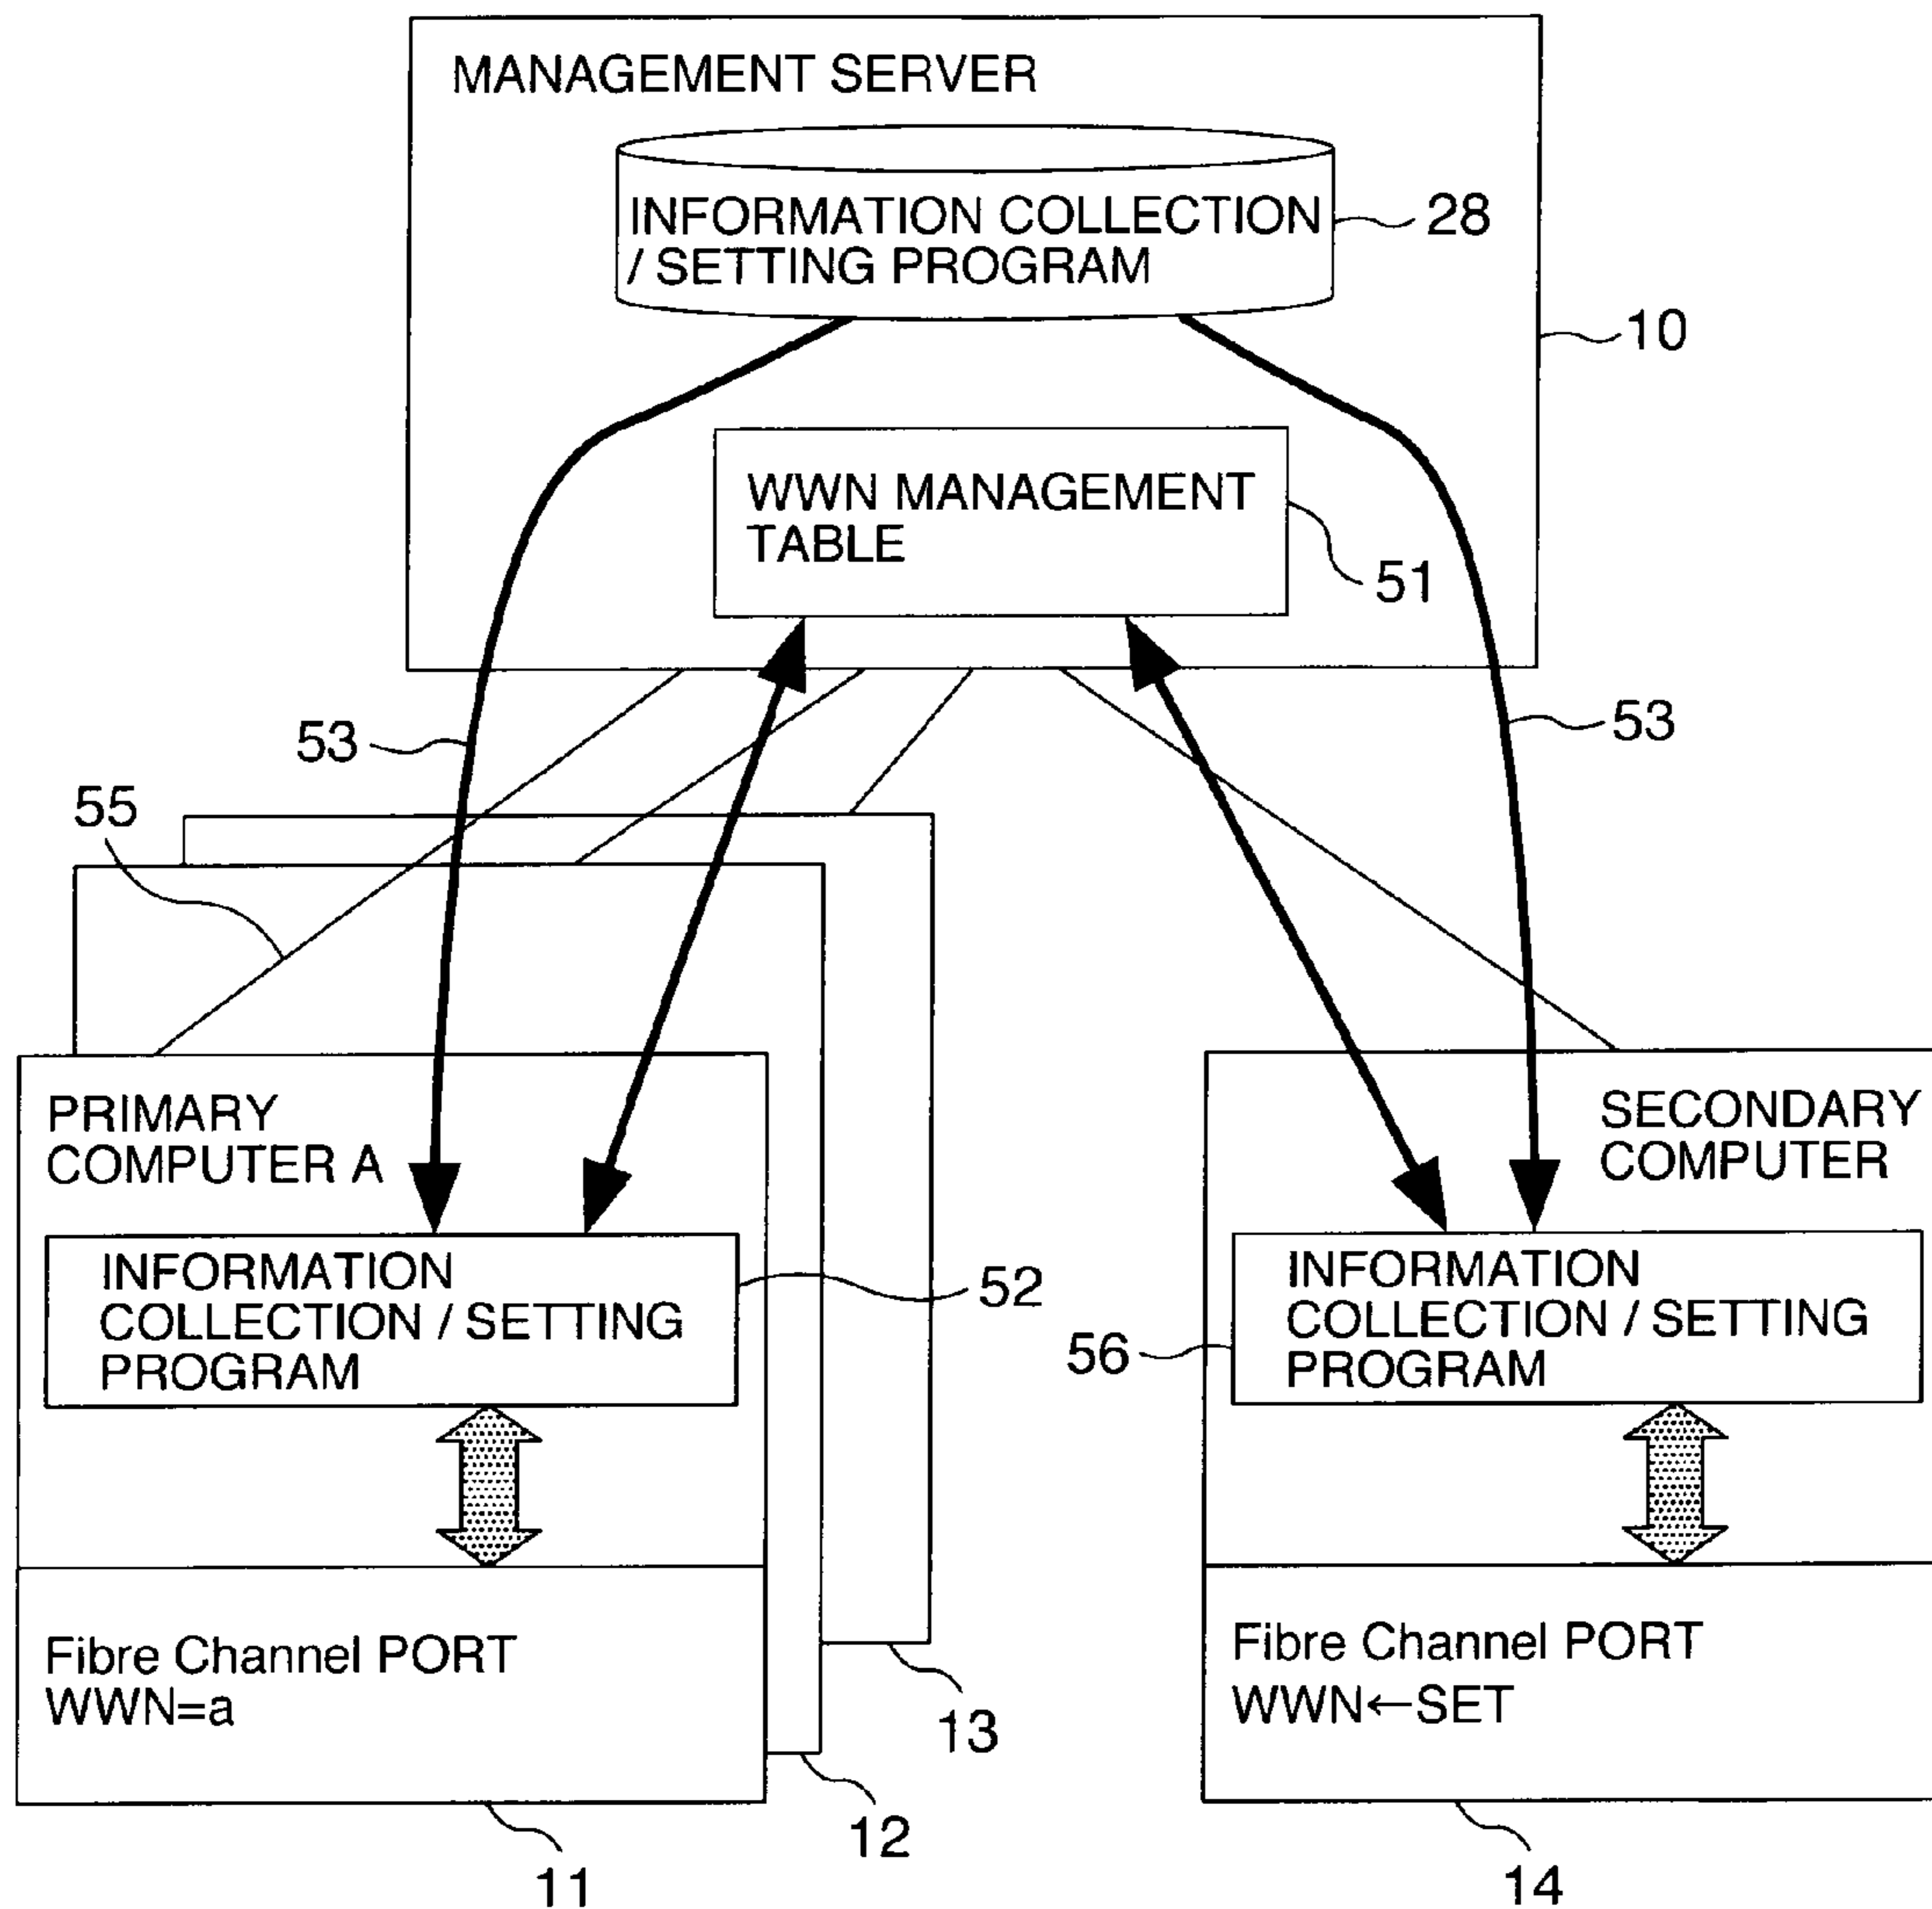 MANAGEMENT SERVER
INFORMATION COLLECTION
/ SETTING PROGRAM
28
10
WWN MANAGEMENT
TABLE
51
53
53
55
PRIMARY
COMPUTER A
SECONDARY
COMPUTER
INFORMATION
COLLECTION / SETTING
PROGRAM
52
56
INFORMATION
COLLECTION / SETTING
PROGRAM
Fibre Channel PORT
WWN=a
Fibre Channel PORT
WWN←SET
13
12
11
14